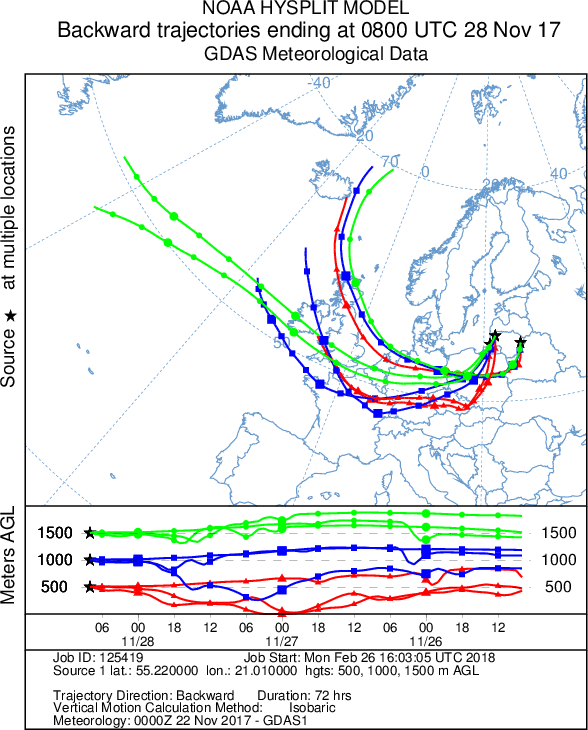 NOAA HYSPLIT MODEL
Backward trajectories ending at 0800 UTC 28 Nov 17
GDAS Meteorological Data
Source ★ at multiple locations
40
20
70
0
20
40
Meters AGL
1500
1500
1000
1000
500
500
06 00 18 12 06 00 18 12 06 00 18 12
11/28 11/27 11/26
Job ID: 125419 Job Start: Mon Feb 26 16:03:05 UTC 2018
Source 1 lat.: 55.220000 lon.: 21.010000 hgts: 500, 1000, 1500 m AGL
Trajectory Direction: Backward Duration: 72 hrs
Vertical Motion Calculation Method: Isobaric
Meteorology: 0000Z 22 Nov 2017 - GDAS1